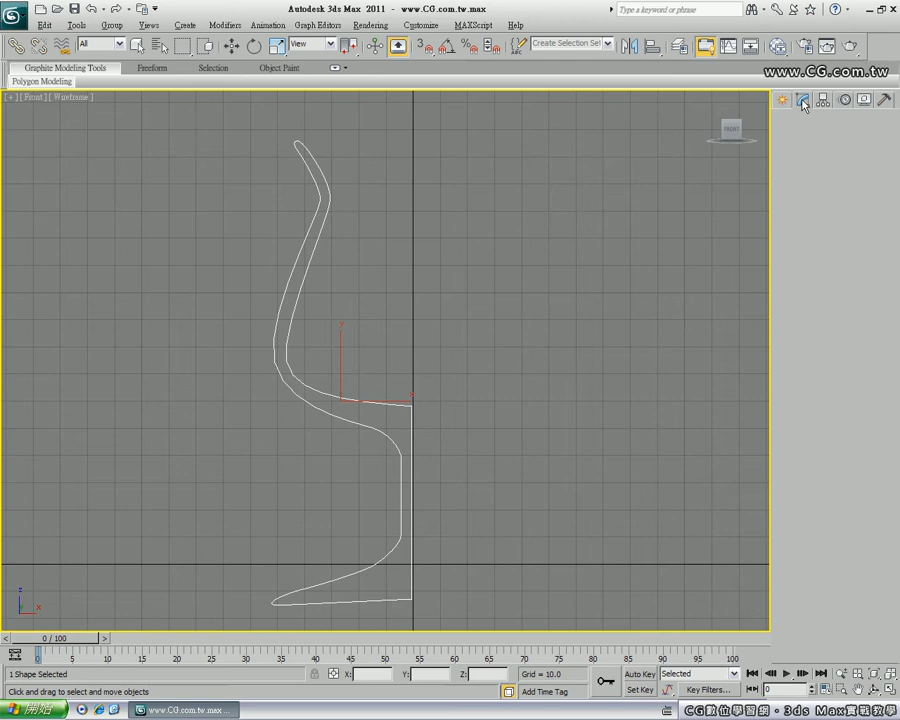 Autodesk 3ds Max 2011 - www.CG.com.tw.max
Type a keyword or phrase
Edit Tools Group Views Create Modifiers Animation Graph Editors Rendering Customize MAXScript Help
All View 3 Create Selection Set
Graphite Modeling Tools Freeform Selection Object Paint
www.CG.com.tw
Polygon Modeling
[ + ] [ Front ] [ Wireframe ]
FRONT
y
x
z
x
< 0 / 100 >
0 5 10 15 20 25 30 35 40 45 50 55 60 65 70 75 80 85 90 95 100
1 Shape Selected X: Y: Z: Grid = 10.0 Auto Key Selected
Click and drag to select and move objects Add Time Tag Set Key Key Filters... 0
開始 www.CG.com.tw.max ... CG數位學習網·3ds Max實戰教學